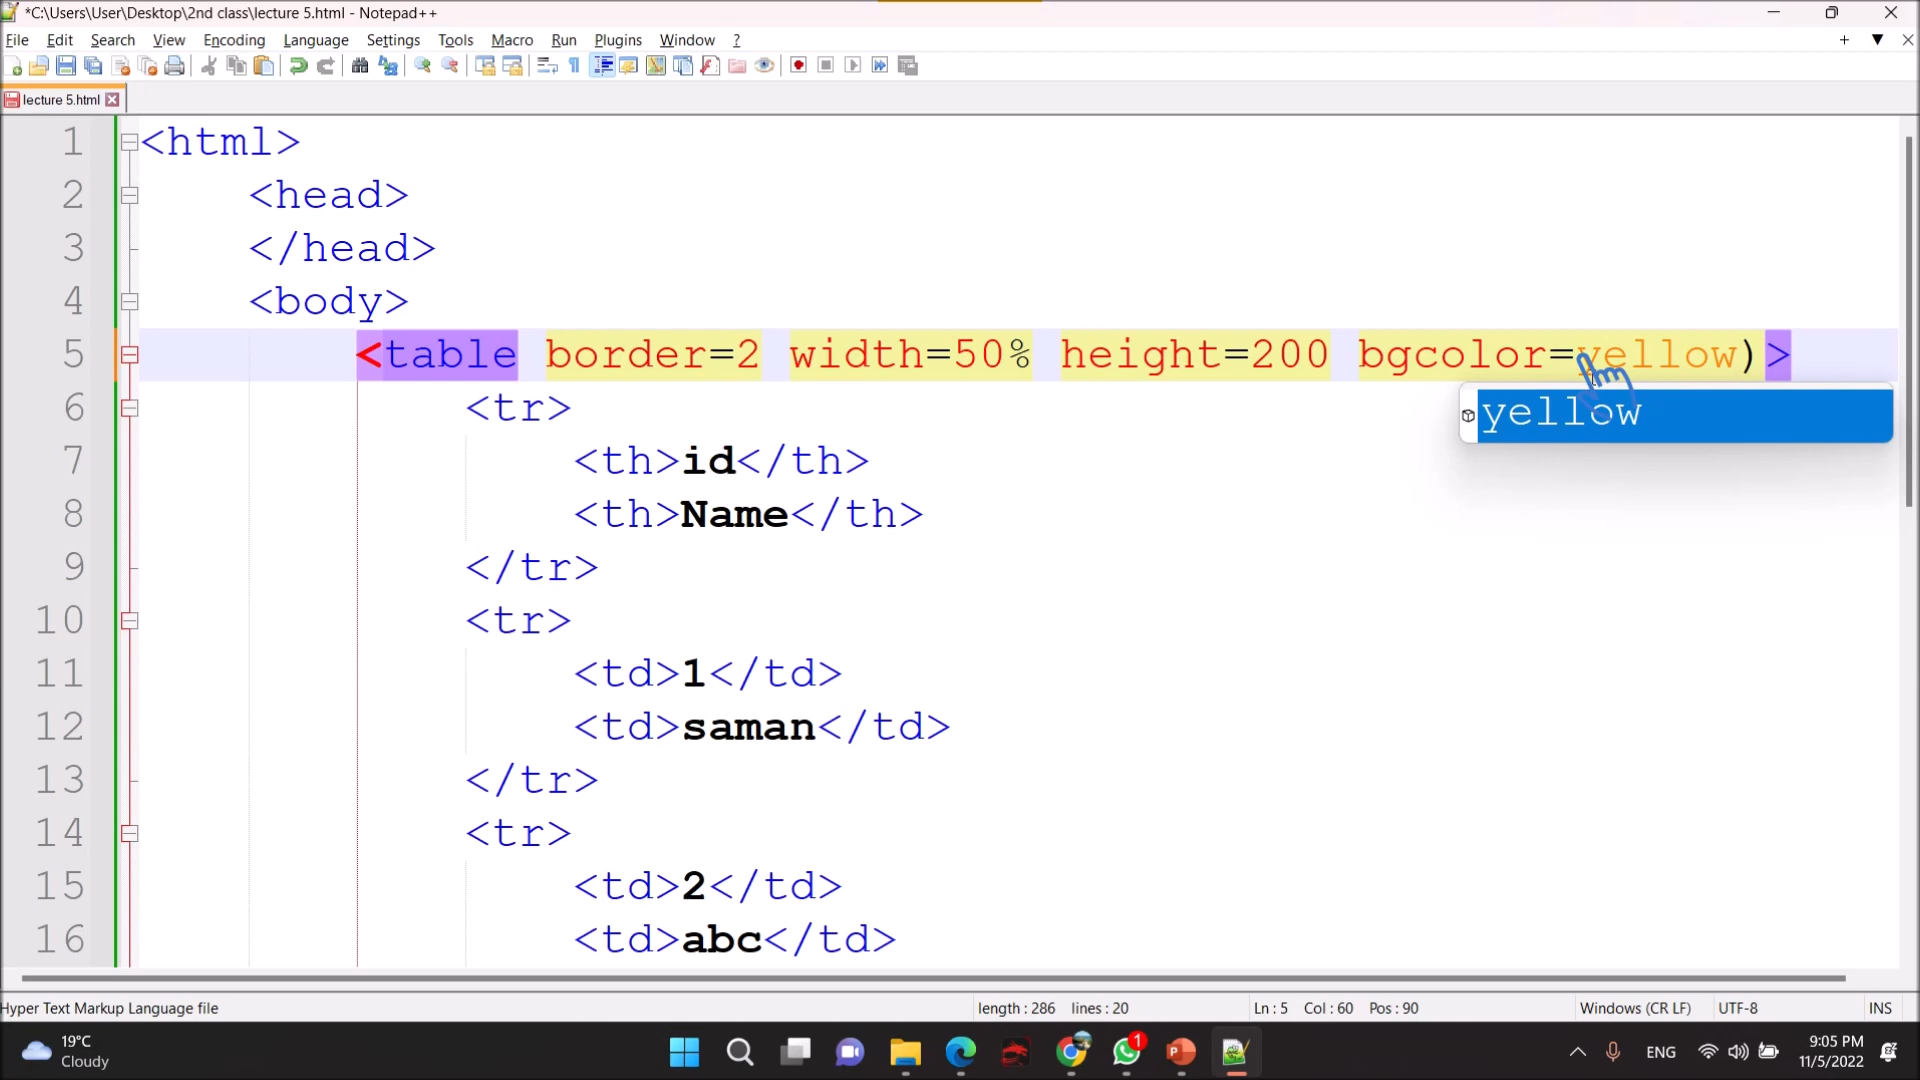 *C:\Users\User\Desktop\2nd class\lecture 5.html - Notepad++
File Edit Search View Encoding Language Settings Tools Macro Run Plugins Window ?
lecture 5.html
1 <html>
2 <head>
3 </head>
4 <body>
5 <table border=2 width=50% height=200 bgcolor=yellow)>
yellow
6 <tr>
7 <th>id</th>
8 <th>Name</th>
9 </tr>
10 <tr>
11 <td>1</td>
12 <td>saman</td>
13 </tr>
14 <tr>
15 <td>2</td>
16 <td>abc</td>
Hyper Text Markup Language file length : 286 lines : 20 Ln : 5 Col : 60 Pos : 90 Windows (CR LF) UTF-8 INS
19°C
Cloudy
1
ENG
9:05 PM
11/5/2022